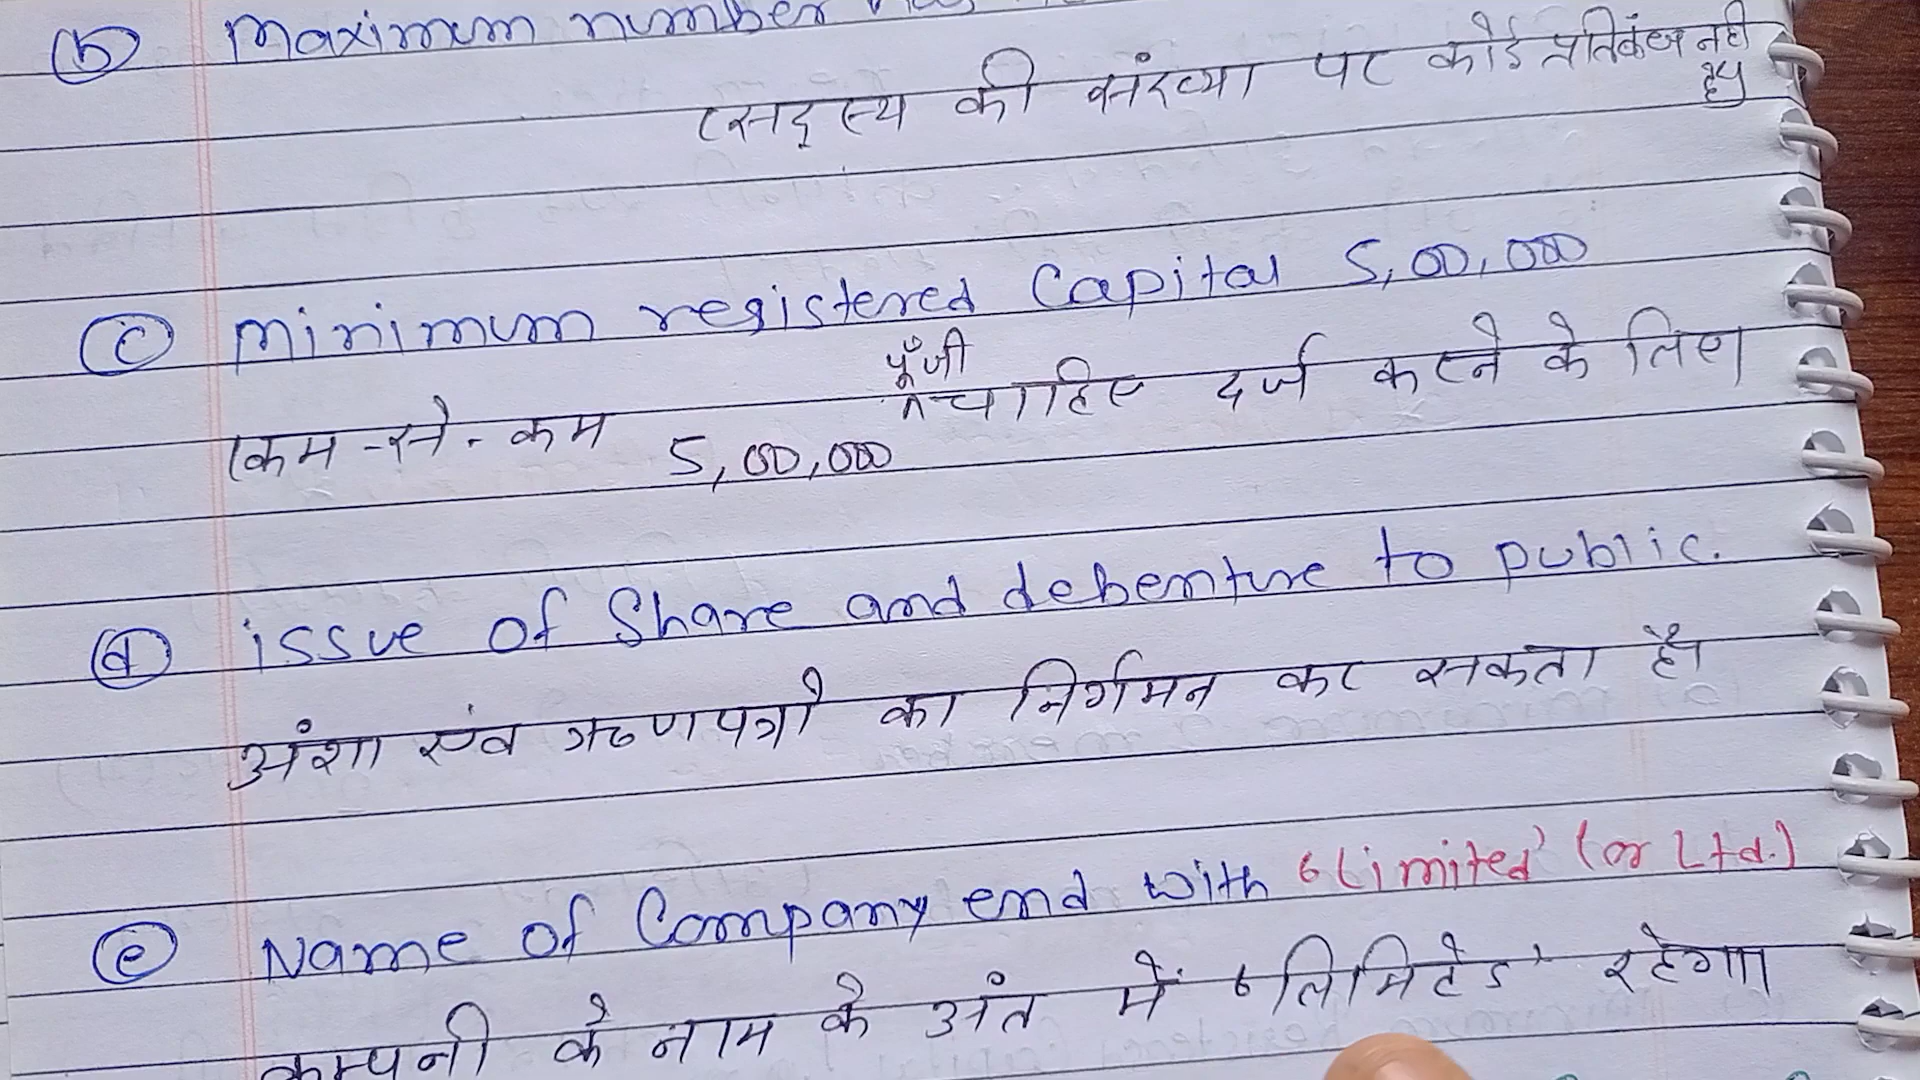 (b) Maximum number
(सदस्य की संख्या पर कोई प्रतिबंध नही
है)
(c) Minimum registered Capital 5,00,000
पूँजी
(कम-से-कम 5,00,000 ^ चाहिए दर्ज करने के लिए)
(d) issue of Share and debenture to public.
अंश एंव ऋणपत्रो का निर्गमन कर सकता है।
(e) Name of Company end with 'Limited' (or Ltd.)
कम्पनी के नाम के अंत में 'लिमिटेड' रहेगा।